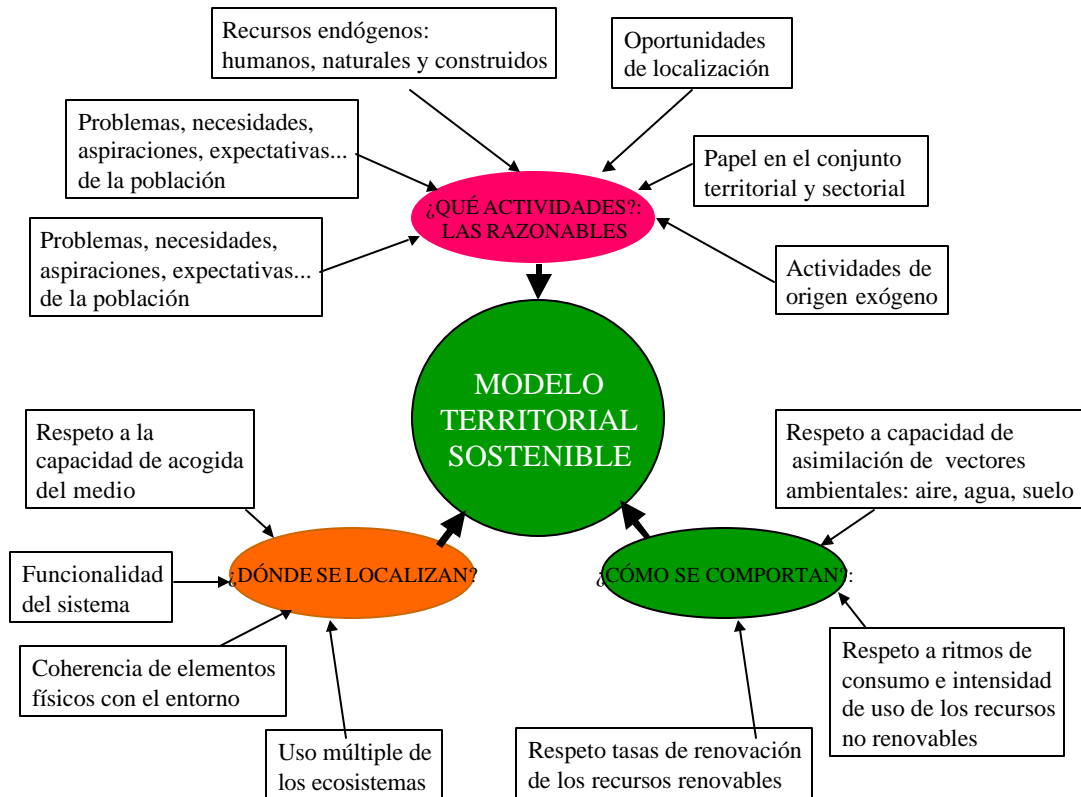 Recursos endógenos:
humanos, naturales y construidos
Oportunidades
de localización
Problemas, necesidades,
aspiraciones, expectativas...
de la población
Papel en el conjunto
territorial y sectorial
¿QUÉ ACTIVIDADES?:
LAS RAZONABLES
Problemas, necesidades,
aspiraciones, expectativas...
de la población
Actividades de
origen exógeno
MODELO
TERRITORIAL
SOSTENIBLE
Respeto a la
capacidad de acogida
del medio
Respeto a capacidad de
asimilación de vectores
ambientales: aire, agua, suelo
¿DÓNDE SE LOCALIZAN?
¿CÓMO SE COMPORTAN?:
Funcionalidad
del sistema
Coherencia de elementos
físicos con el entorno
Respeto a ritmos de
consumo e intensidad
de uso de los recursos
no renovables
Uso múltiple de
los ecosistemas
Respeto tasas de renovación
de los recursos renovables